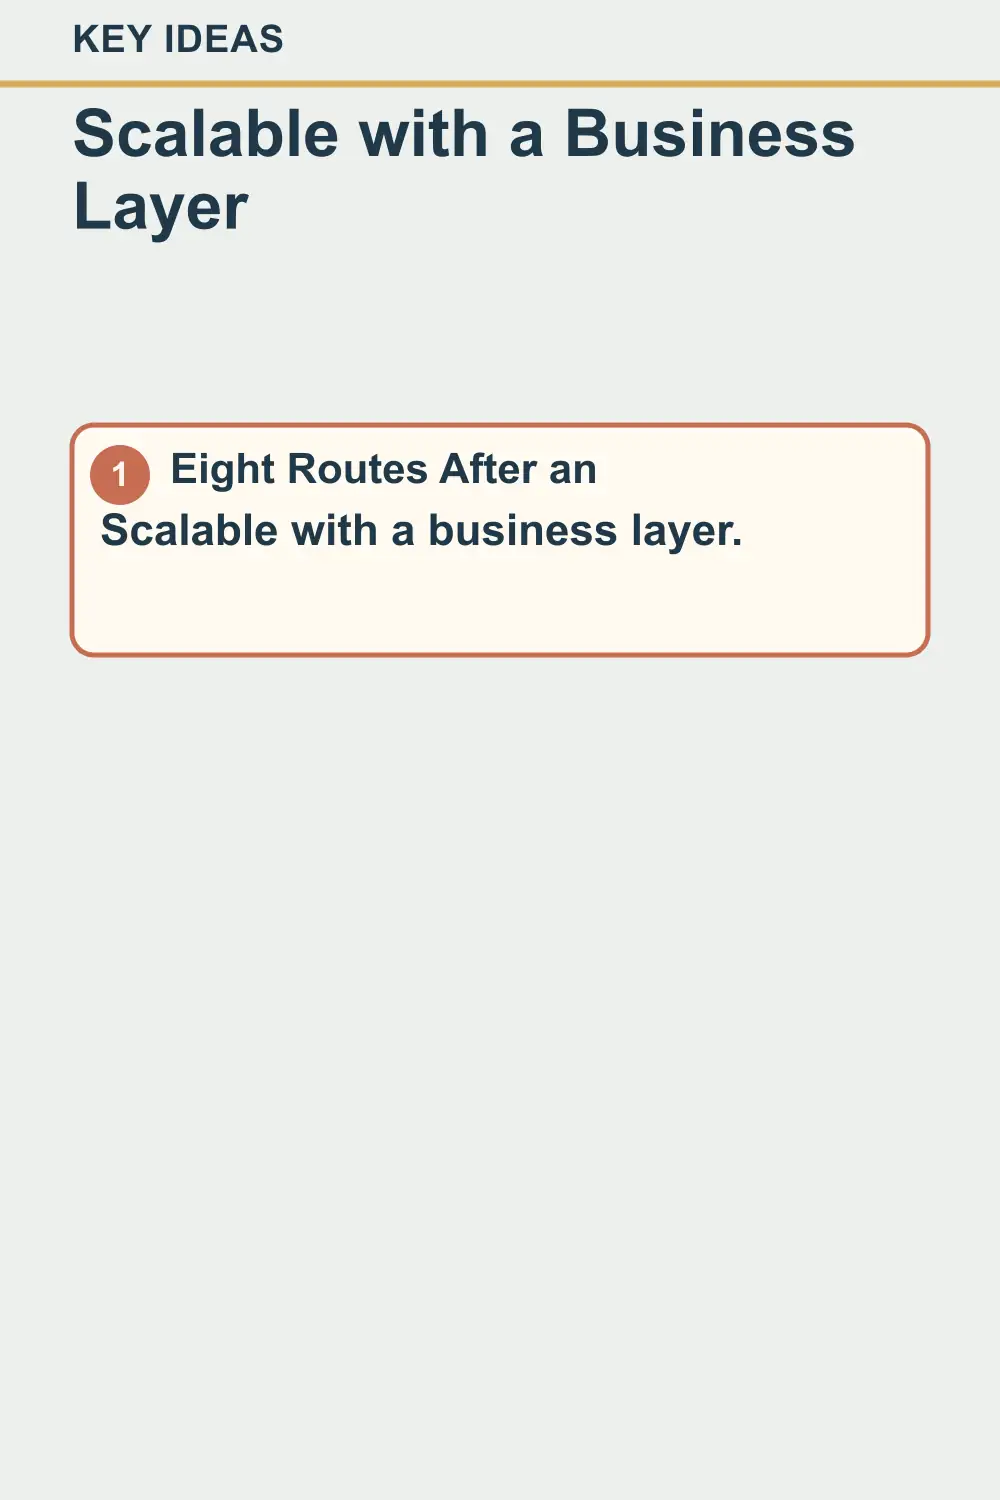 KEY IDEAS
Scalable with a Business
Layer
1 Eight Routes After an
Scalable with a business layer.